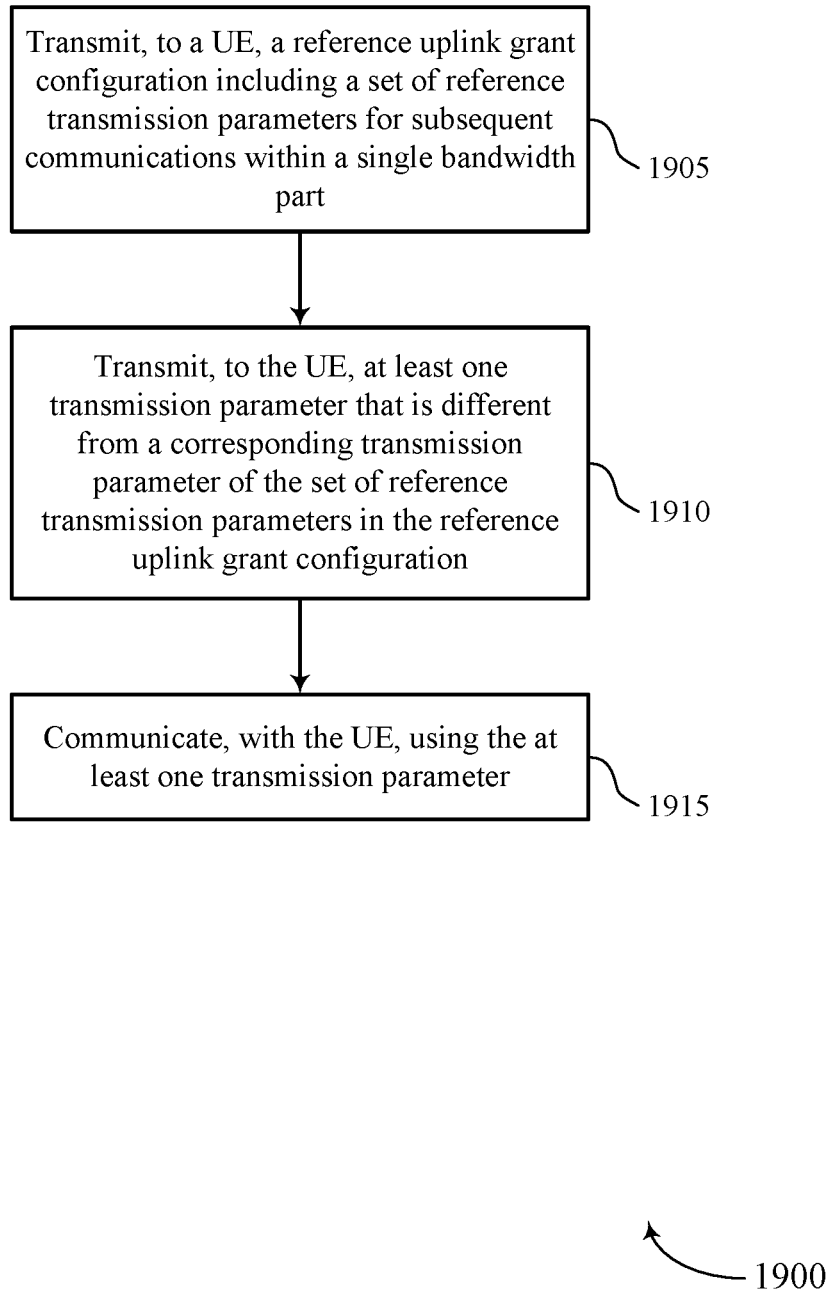 Transmit, to a UE, a reference uplink grant
configuration including a set of reference
transmission parameters for subsequent
communications within a single bandwidth
part
1905
Transmit, to the UE, at least one
transmission parameter that is different
from a corresponding transmission
parameter of the set of reference
transmission parameters in the reference
uplink grant configuration
1910
Communicate, with the UE, using the at
least one transmission parameter
1915
1900